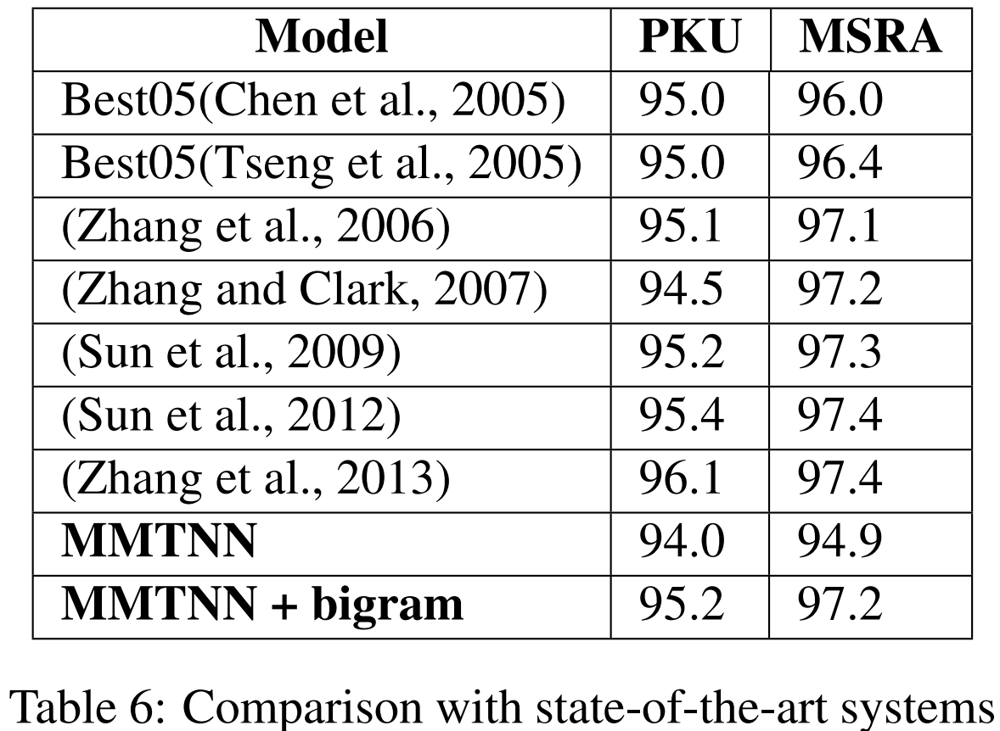 Model PKU MSRA
Best05(Chen et al., 2005) 95.0 96.0
Best05(Tseng et al., 2005) 95.0 96.4
(Zhang et al., 2006) 95.1 97.1
(Zhang and Clark, 2007) 94.5 97.2
(Sun et al., 2009) 95.2 97.3
(Sun et al., 2012) 95.4 97.4
(Zhang et al., 2013) 96.1 97.4
MMTNN 94.0 94.9
MMTNN + bigram 95.2 97.2
Table 6: Comparison with state-of-the-art systems